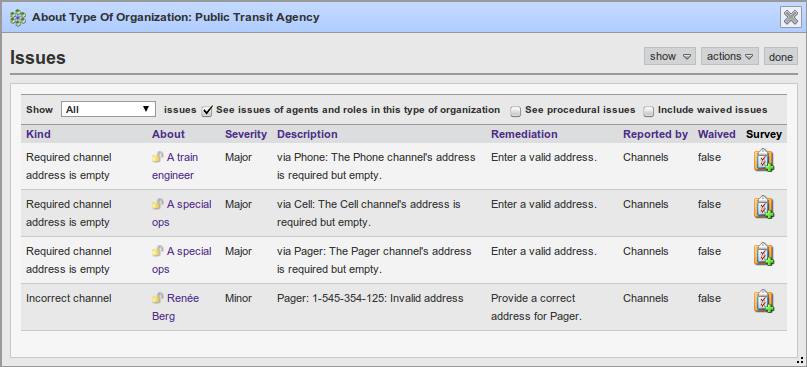 About Type Of Organization: Public Transit Agency
Issues
show actions done
Show All issues See issues of agents and roles in this type of organization See procedural issues Include waived issues
Kind About Severity Description Remediation Reported by Waived Survey
Required channel A train Major via Phone: The Phone channel's address Enter a valid address. Channels false
address is empty engineer is required but empty.
Required channel A special Major via Cell: The Cell channel's address is Enter a valid address. Channels false
address is empty ops required but empty.
Required channel A special Major via Pager: The Pager channel's address Enter a valid address. Channels false
address is empty ops is required but empty.
Incorrect channel Renée Minor Pager: 1-545-354-125: Invalid address Provide a correct Channels false
Berg address for Pager.